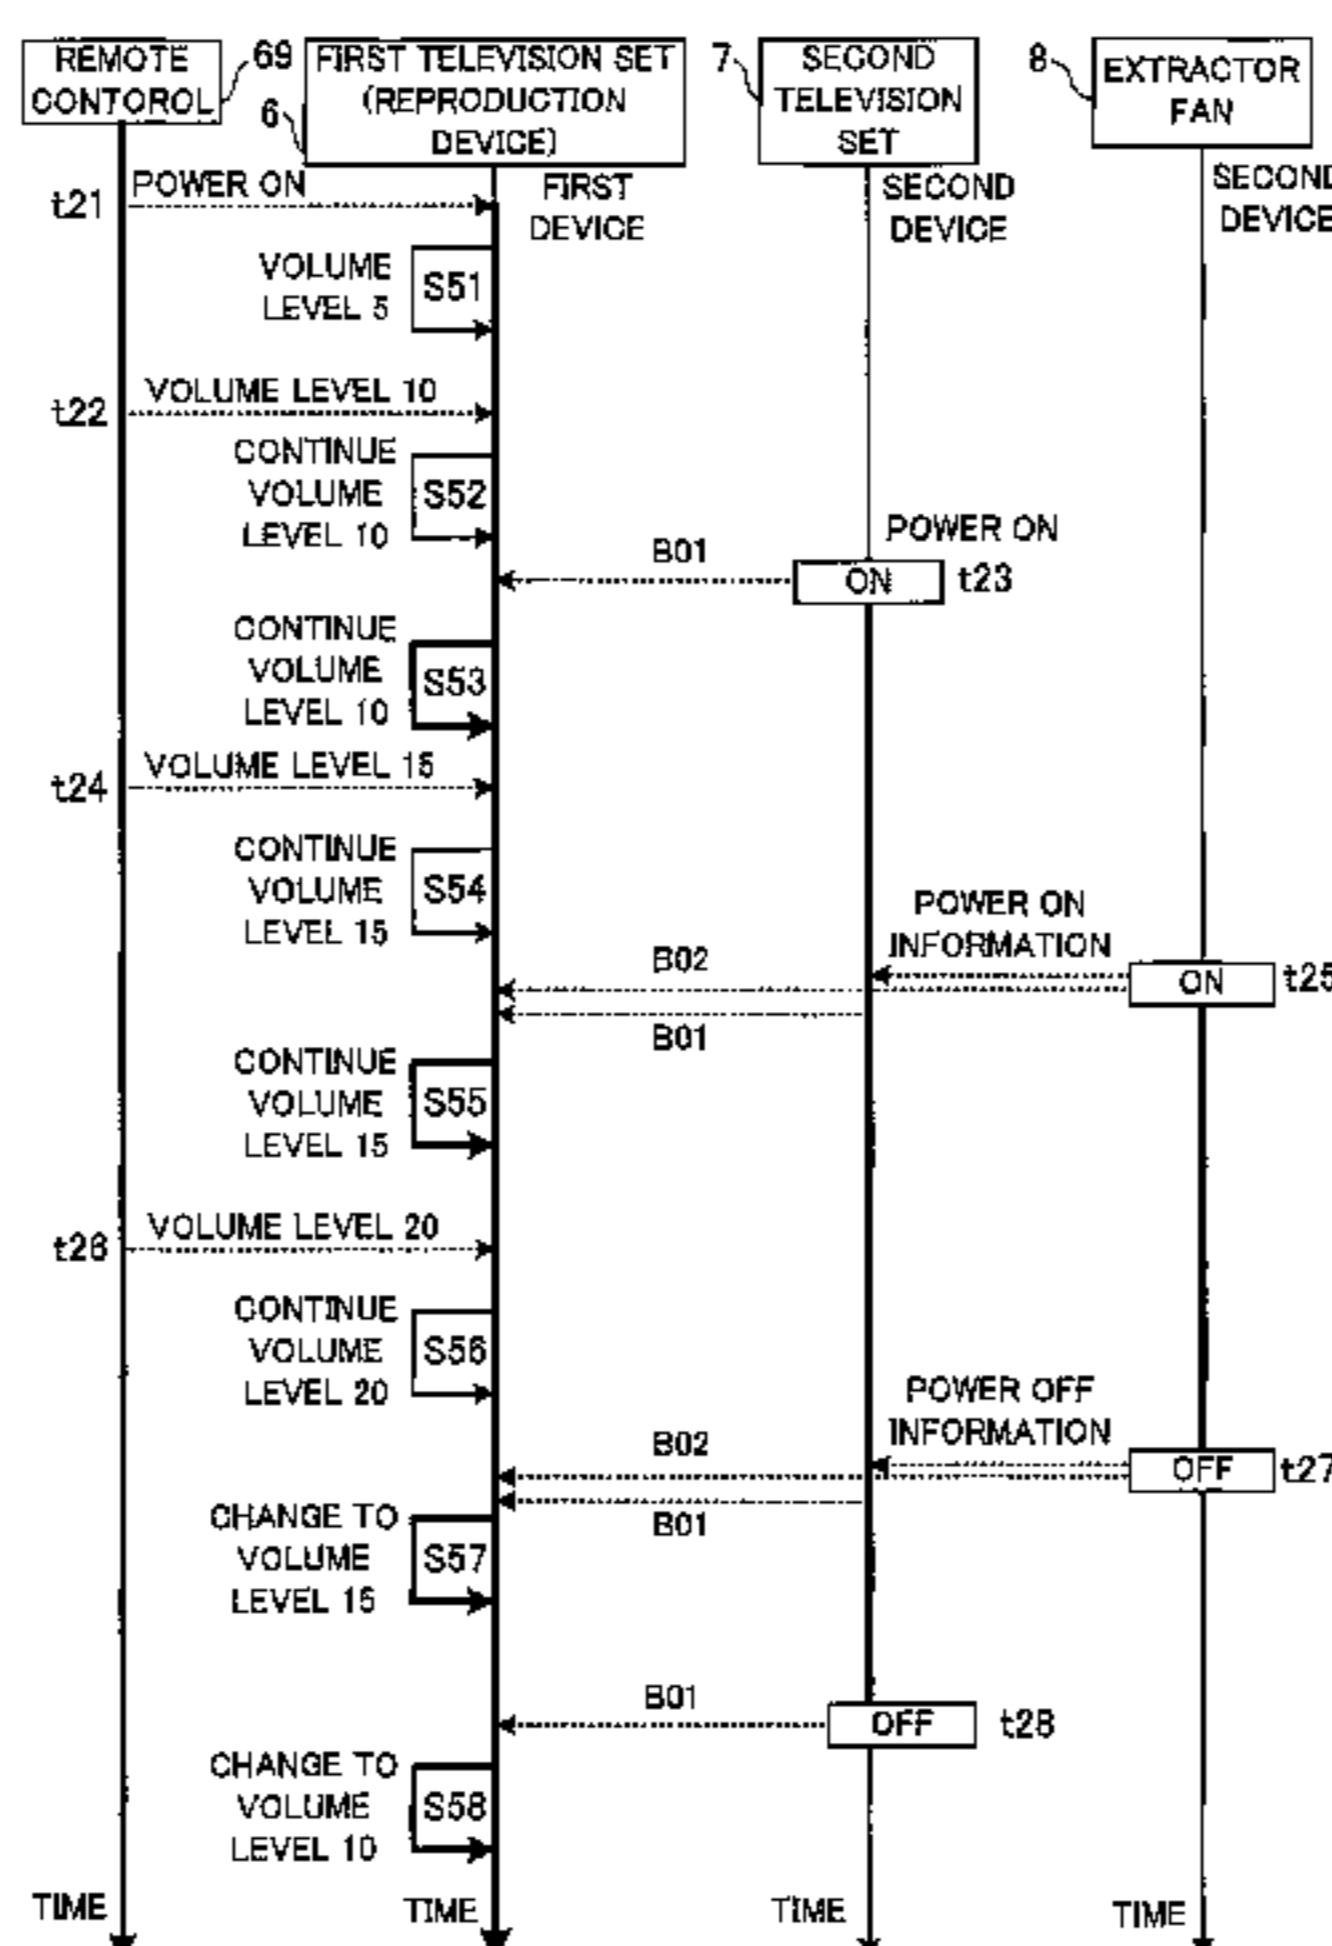 REMOTE
CONTOROL
69
FIRST TELEVISION SET
(REPRODUCTION
DEVICE)
6
7
SECOND
TELEVISION
SET
8
EXTRACTOR
FAN
t21
POWER ON
FIRST
DEVICE
SECOND
DEVICE
SECOND
DEVICE
VOLUME
LEVEL 5
S51
t22
VOLUME LEVEL 10
CONTINUE
VOLUME
LEVEL 10
S52
POWER ON
B01
ON
t23
CONTINUE
VOLUME
LEVEL 10
S53
t24
VOLUME LEVEL 15
CONTINUE
VOLUME
LEVEL 15
S54
POWER ON
INFORMATION
B02
ON
t25
B01
CONTINUE
VOLUME
LEVEL 15
S55
t26
VOLUME LEVEL 20
CONTINUE
VOLUME
LEVEL 20
S56
POWER OFF
INFORMATION
B02
OFF
t27
B01
CHANGE TO
VOLUME
LEVEL 15
S57
B01
OFF
t28
CHANGE TO
VOLUME
LEVEL 10
S58
TIME
TIME
TIME
TIME